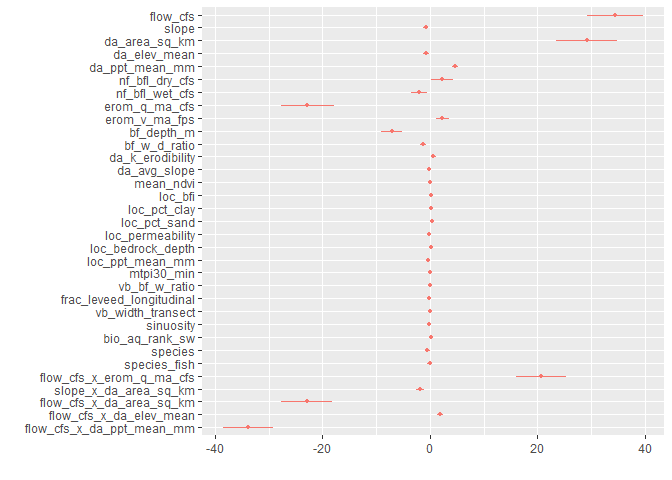 flow_cfs
slope
da_area_sq_km
da_elev_mean
da_ppt_mean_mm
nf_bfl_dry_cfs
nf_bfl_wet_cfs
erom_q_ma_cfs
erom_v_ma_fps
bf_depth_m
bf_w_d_ratio
da_k_erodibility
da_avg_slope
mean_ndvi
loc_bfi
loc_pct_clay
loc_pct_sand
loc_permeability
loc_bedrock_depth
loc_ppt_mean_mm
mtpi30_min
vb_bf_w_ratio
frac_leveed_longitudinal
vb_width_transect
sinuosity
bio_aq_rank_sw
species
species_fish
flow_cfs_x_erom_q_ma_cfs
slope_x_da_area_sq_km
flow_cfs_x_da_area_sq_km
flow_cfs_x_da_elev_mean
flow_cfs_x_da_ppt_mean_mm
-40 -20 0 20 40